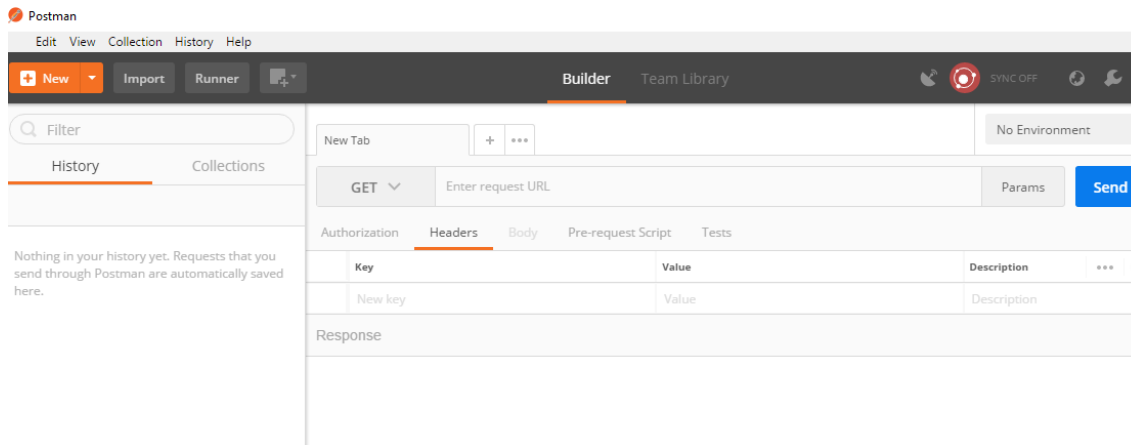 Postman
Edit View Collection History Help
New Import Runner Builder Team Library SYNC OFF
Filter
History Collections
Nothing in your history yet. Requests that you
send through Postman are automatically saved
here.
New Tab + No Environment
GET Enter request URL Params Send
Authorization Headers Body Pre-request Script Tests
Key Value Description
New key Value Description
Response